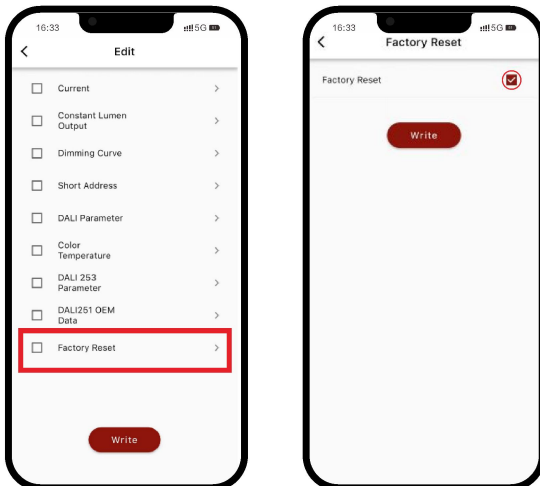 16:33
5G
Edit
Current
Constant Lumen
Output
Dimming Curve
Short Address
DALI Parameter
Color
Temperature
DALI 253
Parameter
DALI251 OEM
Data
Factory Reset
Write
16:33
5G
Factory Reset
Factory Reset
Write